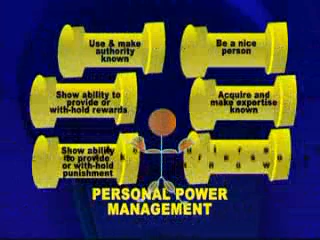 Use & make
authority
known
Be a nice
person
Show ability to
provide or
with-hold rewards
Acquire and
make expertise
known
Show ability
to provide
or with-hold
punishment
PERSONAL POWER
MANAGEMENT